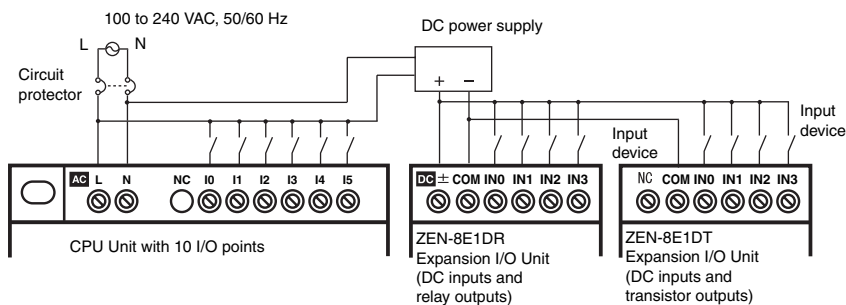 100 to 240 VAC, 50/60 Hz
L N
DC power supply
Circuit
protector
+ −
Input
device
Input
device
AC L N NC I0 I1 I2 I3 I4 I5
DC ± COM IN0 IN1 IN2 IN3
NC COM IN0 IN1 IN2 IN3
CPU Unit with 10 I/O points
ZEN-8E1DR
Expansion I/O Unit
(DC inputs and
relay outputs)
ZEN-8E1DT
Expansion I/O Unit
(DC inputs and
transistor outputs)